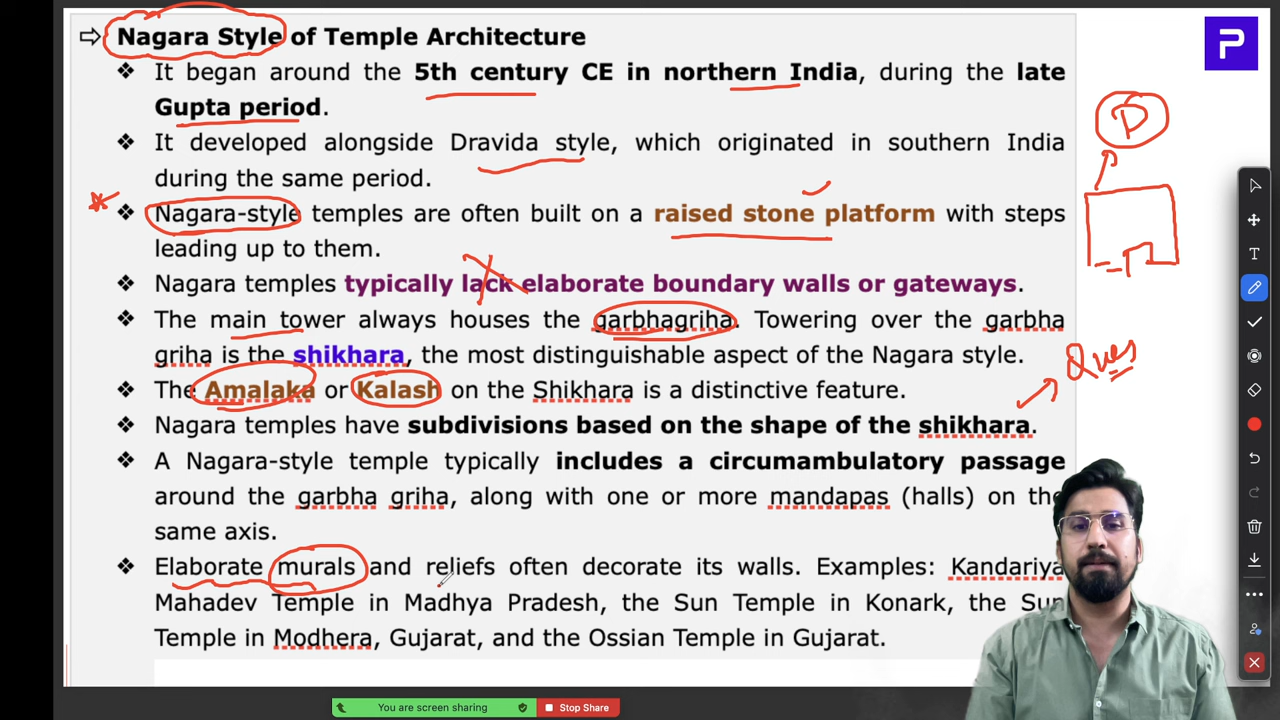 ⇨ Nagara Style of Temple Architecture
❖ It began around the 5th century CE in northern India, during the late
Gupta period.
❖ It developed alongside Dravida style, which originated in southern India
during the same period.
❖ Nagara-style temples are often built on a raised stone platform with steps
leading up to them.
❖ Nagara temples typically lack elaborate boundary walls or gateways.
❖ The main tower always houses the garbhagriha. Towering over the garbha
griha is the shikhara, the most distinguishable aspect of the Nagara style.
❖ The Amalaka or Kalash on the Shikhara is a distinctive feature.
❖ Nagara temples have subdivisions based on the shape of the shikhara.
❖ A Nagara-style temple typically includes a circumambulatory passage
around the garbha griha, along with one or more mandapas (halls) on the
same axis.
❖ Elaborate murals and reliefs often decorate its walls. Examples: Kandariya
Mahadev Temple in Madhya Pradesh, the Sun Temple in Konark, the Sun
Temple in Modhera, Gujarat, and the Ossian Temple in Gujarat.
P
D
Ques
T
You are screen sharing
Stop Share